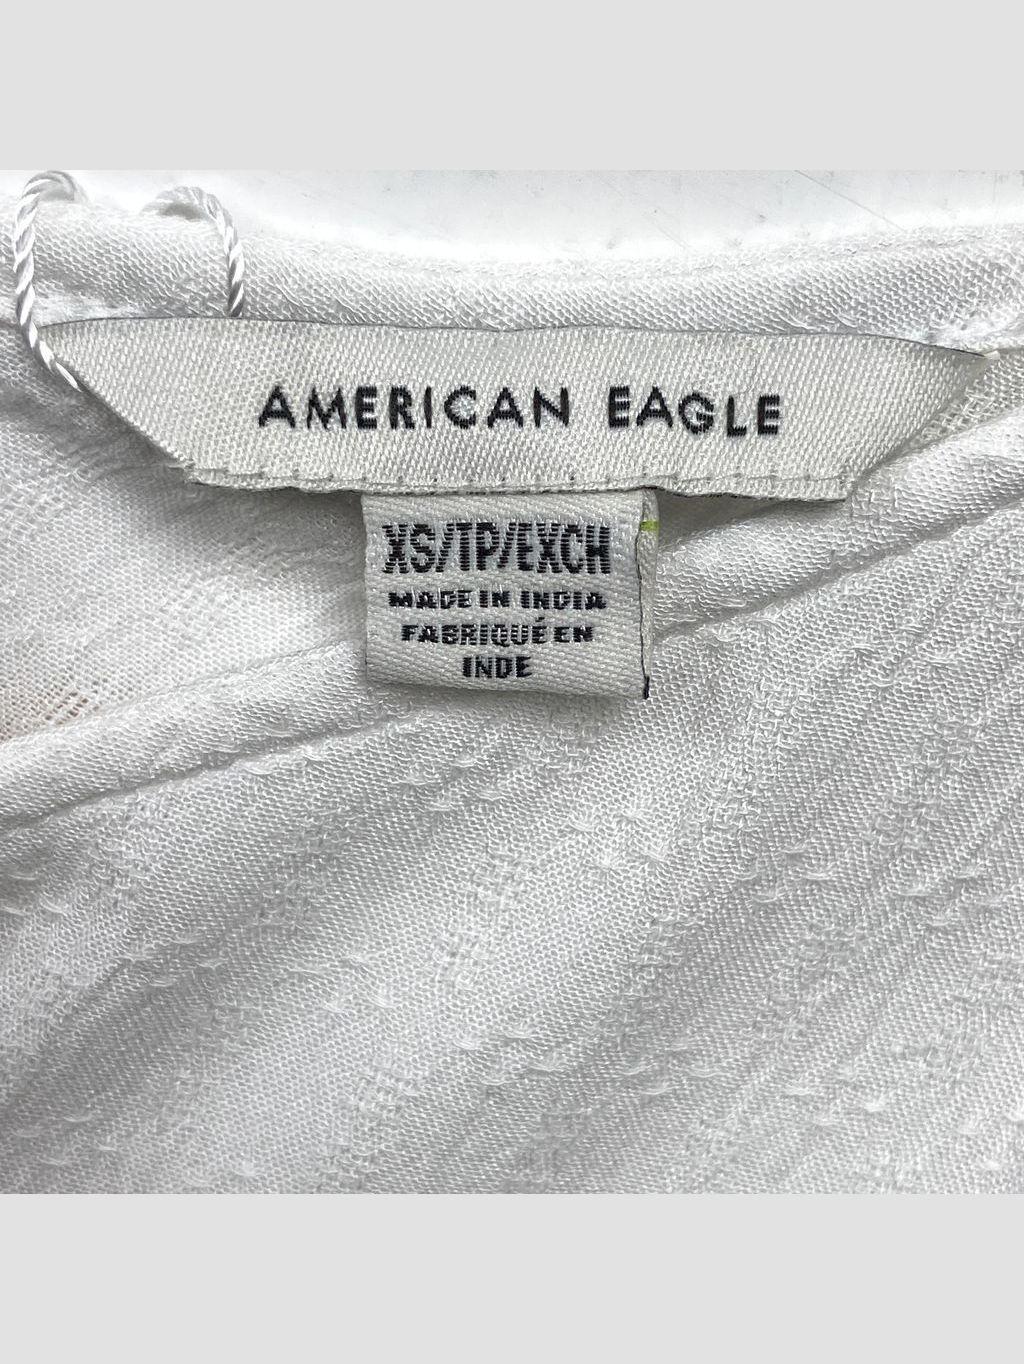 AMERICAN EAGLE
XS/TP/EXCH
MADE IN INDIA
FABRIQUÉ EN
INDE